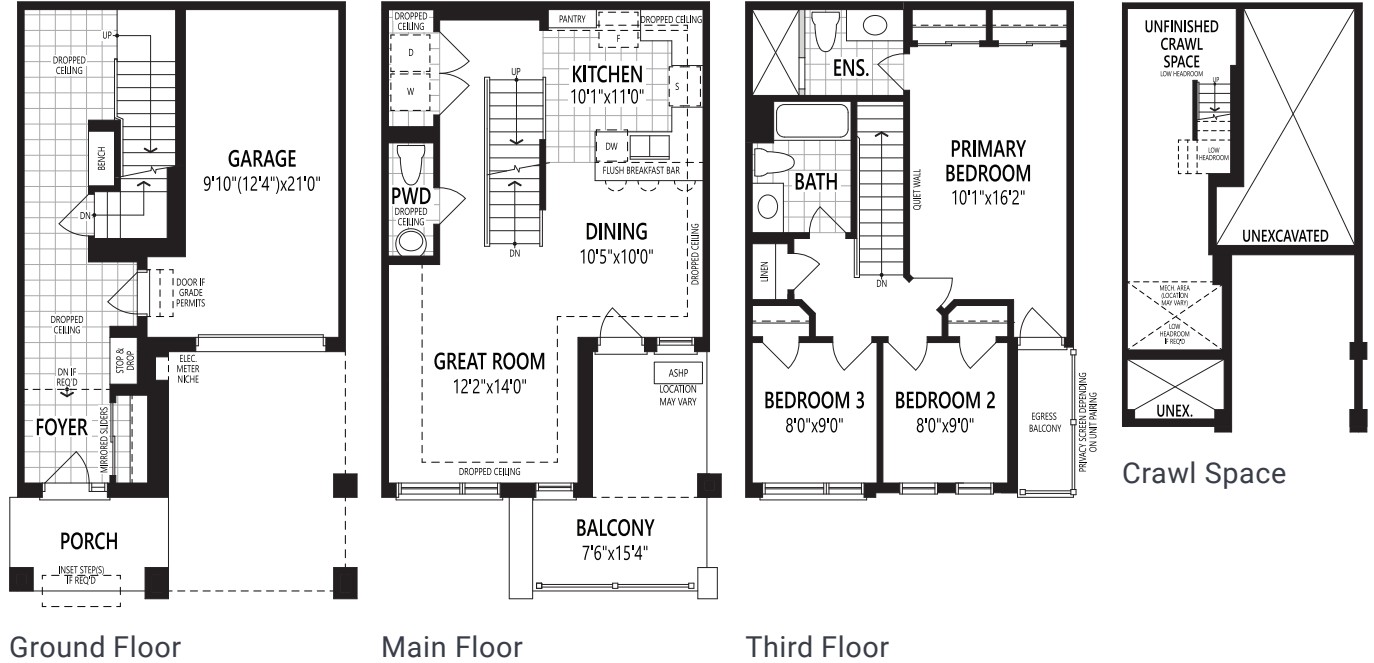 UP
DROPPED
CEILING
BENCH
GARAGE
9'10"(12'4")x21'0"
DN
DOOR IF
GRADE
PERMITS
DROPPED
CEILING
STOP &
DROP
ELEC.
METER
NICHE
DN IF
REQ'D
FOYER
MIRRORED SLIDERS
PORCH
INSET STEP(S)
IF REQ'D
Ground Floor
DROPPED
CEILING
D
W
PANTRY
F
DROPPED CEILING
KITCHEN
10'1"x11'0"
S
UP
DW
FLUSH BREAKFAST BAR
PWD
DROPPED
CEILING
DINING
10'5"x10'0"
DROPPED CEILING
DN
GREAT ROOM
12'2"x14'0"
ASHP
LOCATION
MAY VARY
DROPPED CEILING
BALCONY
7'6"x15'4"
Main Floor
ENS.
BATH
QUIET WALL
PRIMARY
BEDROOM
10'1"x16'2"
LINEN
DN
BEDROOM 3
8'0"x9'0"
BEDROOM 2
8'0"x9'0"
EGRESS
BALCONY
PRIVACY SCREEN DEPENDING
ON UNIT PAIRING
Third Floor
UNFINISHED
CRAWL
SPACE
LOW HEADROOM
UP
LOW
HEADROOM
UNEXCAVATED
MECH. AREA
(LOCATION
MAY VARY)
LOW
HEADROOM
IF REQ'D
UNEX.
Crawl Space